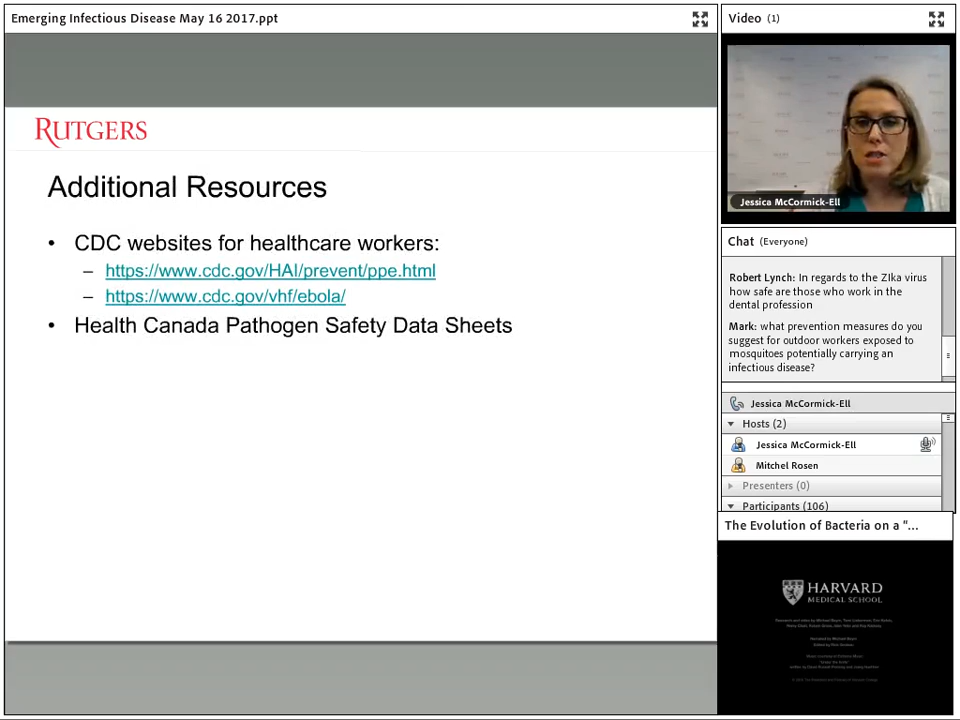 Emerging Infectious Disease May 16 2017.ppt
RUTGERS
Additional Resources
• CDC websites for healthcare workers:
– https://www.cdc.gov/HAI/prevent/ppe.html
– https://www.cdc.gov/vhf/ebola/
• Health Canada Pathogen Safety Data Sheets
Video (1)
Jessica McCormick-Ell
Chat (Everyone)
Robert Lynch: In regards to the ZIka virus
how safe are those who work in the
dental profession
Mark: what prevention measures do you
suggest for outdoor workers exposed to
mosquitoes potentially carrying an
infectious disease?
Jessica McCormick-Ell
Hosts (2)
Jessica McCormick-Ell
Mitchel Rosen
Presenters (0)
Participants (106)
The Evolution of Bacteria on a "...
HARVARD
MEDICAL SCHOOL